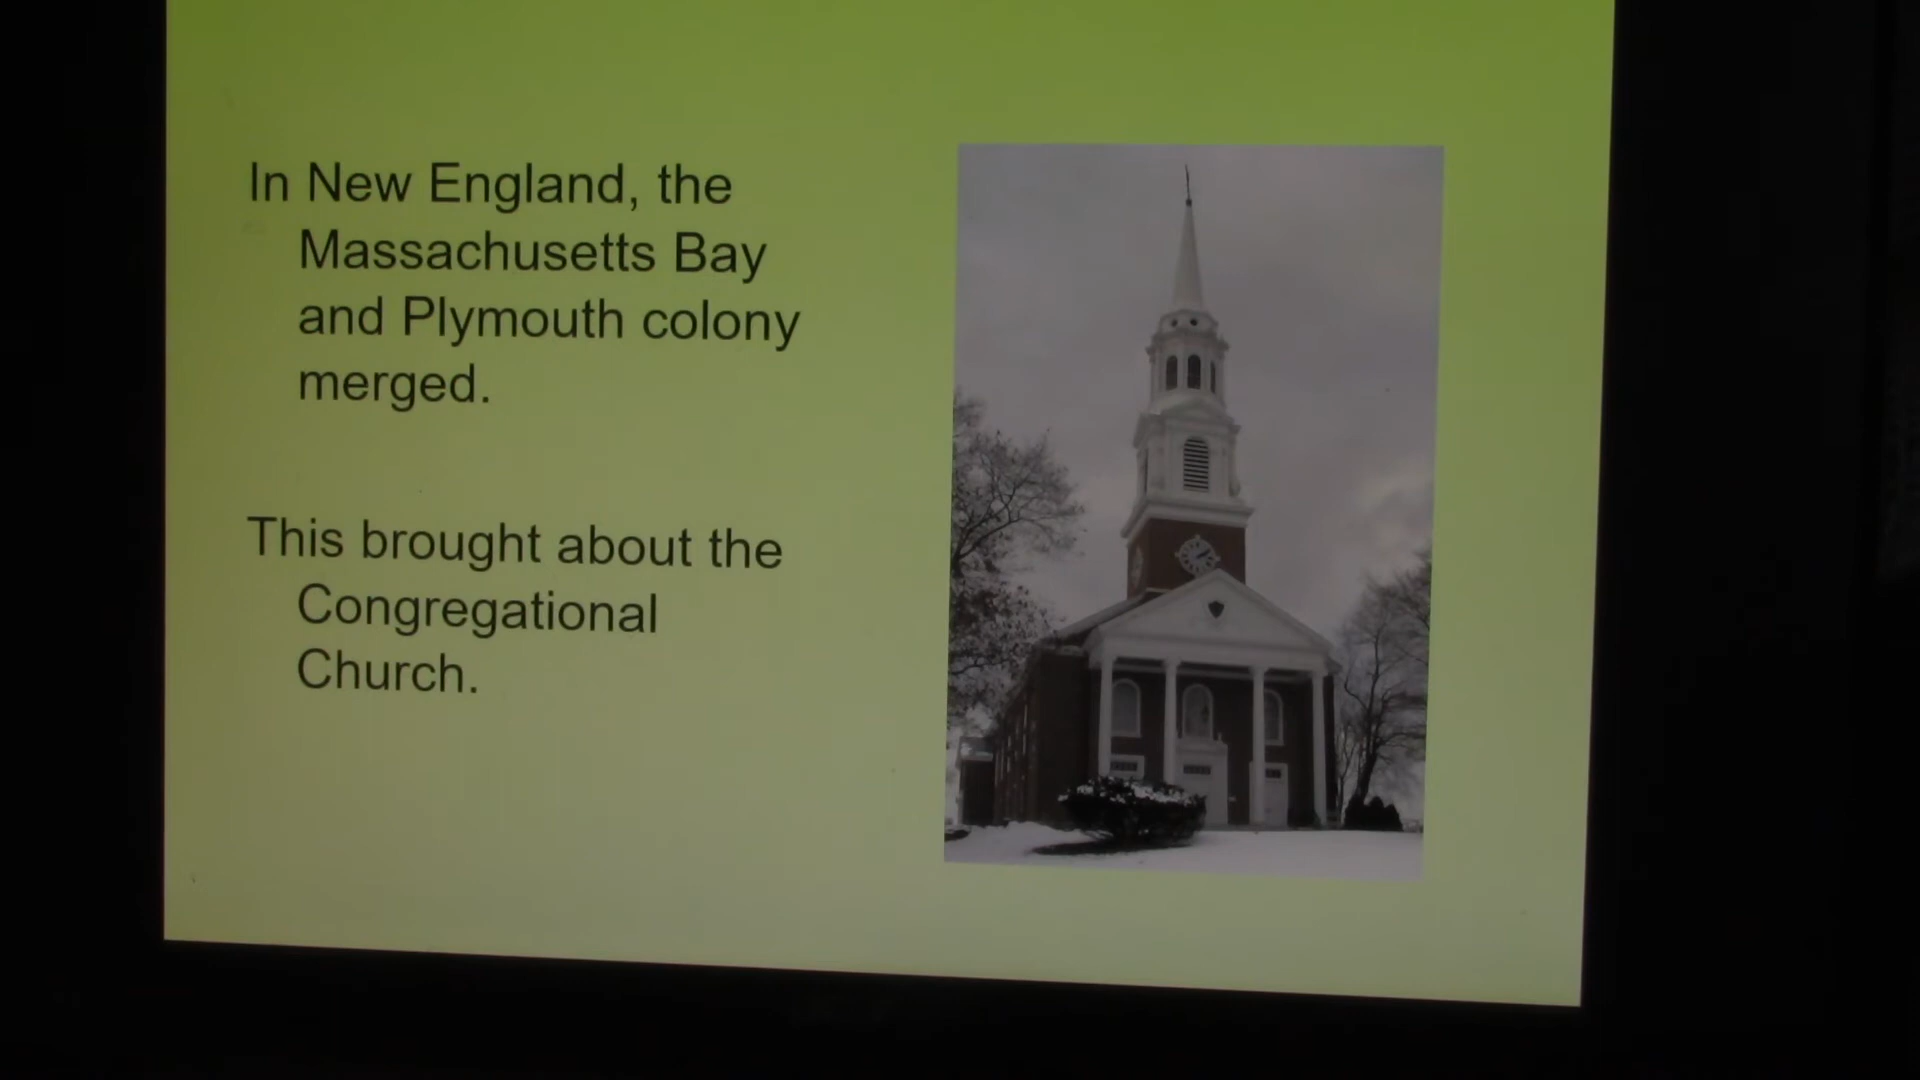 In New England, the
Massachusetts Bay
and Plymouth colony
merged.
This brought about the
Congregational
Church.